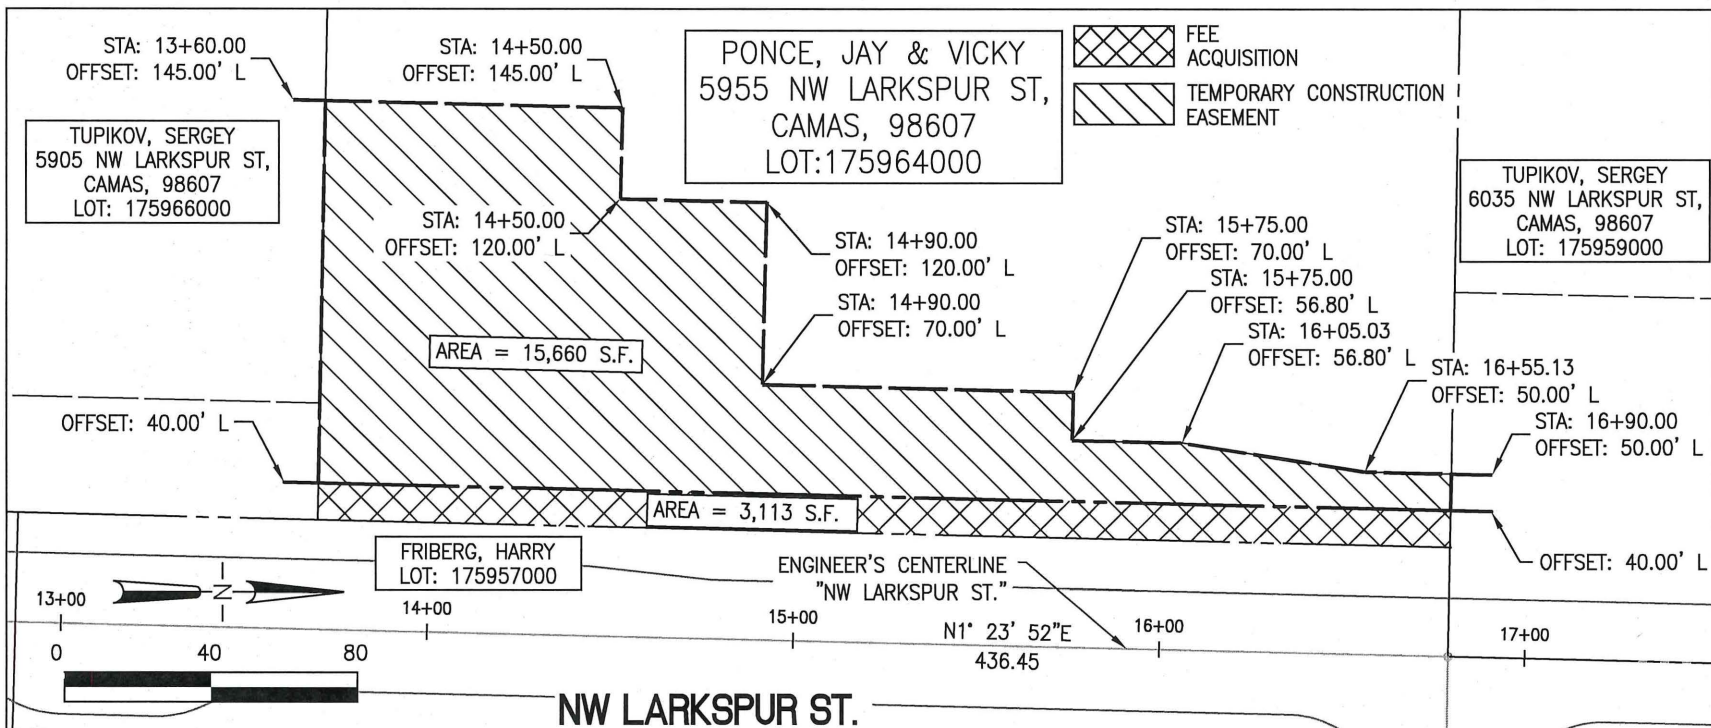 STA: 13+60.00
OFFSET: 145.00' L
STA: 14+50.00
OFFSET: 145.00' L
PONCE, JAY & VICKY
5955 NW LARKSPUR ST,
CAMAS, 98607
LOT:175964000
FEE
ACQUISITION
TEMPORARY CONSTRUCTION
EASEMENT
TUPIKOV, SERGEY
5905 NW LARKSPUR ST,
CAMAS, 98607
LOT: 175966000
TUPIKOV, SERGEY
6035 NW LARKSPUR ST,
CAMAS, 98607
LOT: 175959000
STA: 14+50.00
OFFSET: 120.00' L
STA: 14+90.00
OFFSET: 120.00' L
STA: 15+75.00
OFFSET: 70.00' L
STA: 14+90.00
OFFSET: 70.00' L
STA: 15+75.00
OFFSET: 56.80' L
STA: 16+05.03
OFFSET: 56.80' L
AREA = 15,660 S.F.
STA: 16+55.13
OFFSET: 50.00' L
OFFSET: 40.00' L
STA: 16+90.00
OFFSET: 50.00' L
AREA = 3,113 S.F.
FRIBERG, HARRY
LOT: 175957000
ENGINEER'S CENTERLINE
"NW LARKSPUR ST."
OFFSET: 40.00' L
N
13+00
14+00
15+00
N1° 23' 52"E
436.45
16+00
17+00
0 40 80
NW LARKSPUR ST.